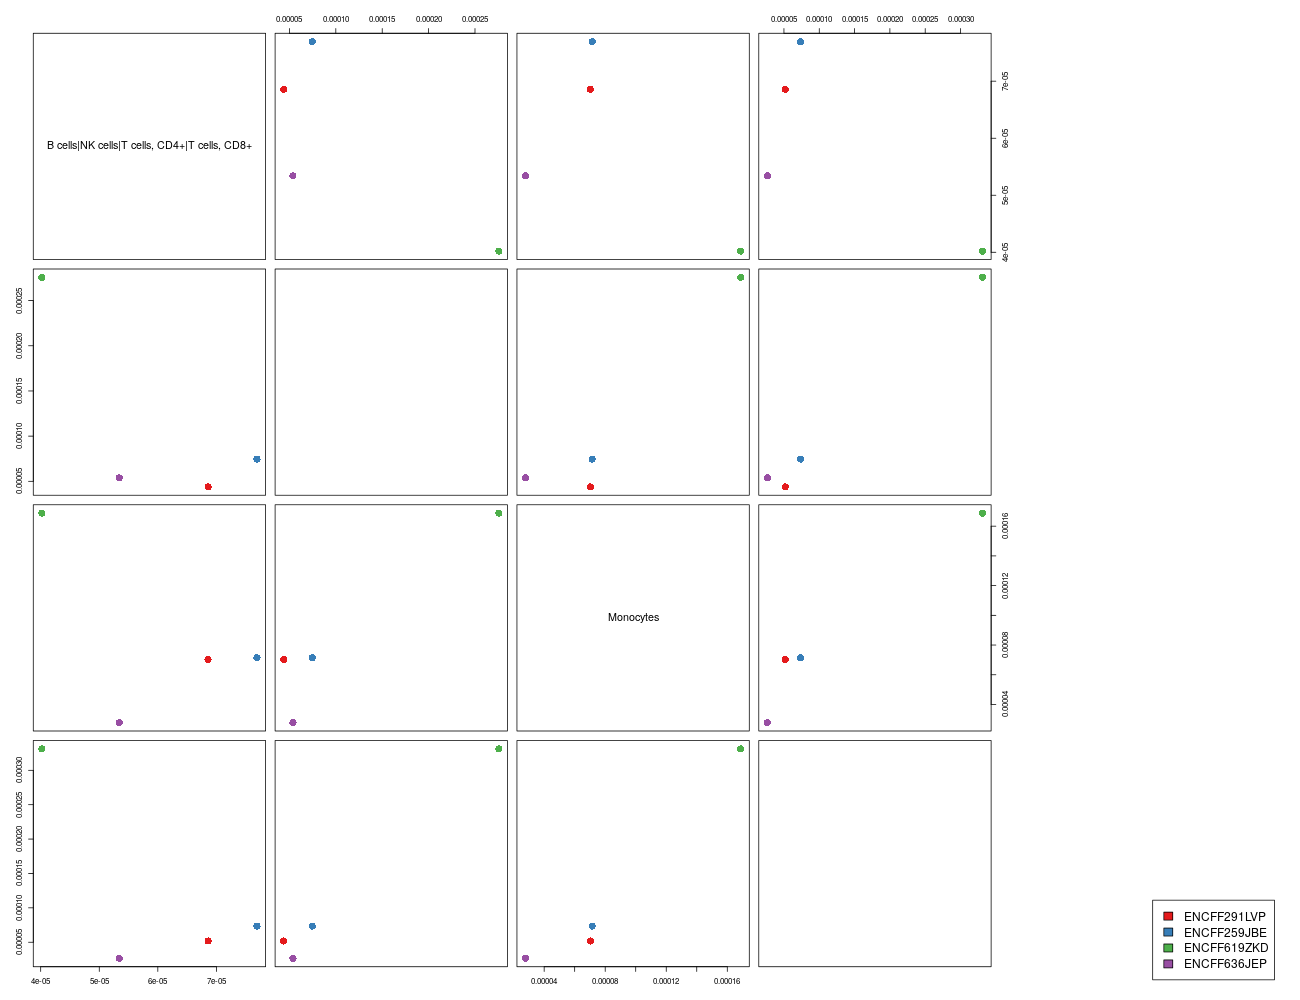 0.00005 0.00010 0.00015 0.00020 0.00025
0.00005 0.00010 0.00015 0.00020 0.00025 0.00030
B cells|NK cells|T cells, CD4+|T cells, CD8+
7e-05
6e-05
5e-05
4e-05
0.00025
0.00020
0.00015
0.00010
0.00005
Monocytes
0.00016
0.00012
0.00008
0.00004
0.00030
0.00025
0.00020
0.00015
0.00010
0.00005
4e-05 5e-05 6e-05 7e-05
0.00004 0.00008 0.00012 0.00016
ENCFF291LVP
ENCFF259JBE
ENCFF619ZKD
ENCFF636JEP